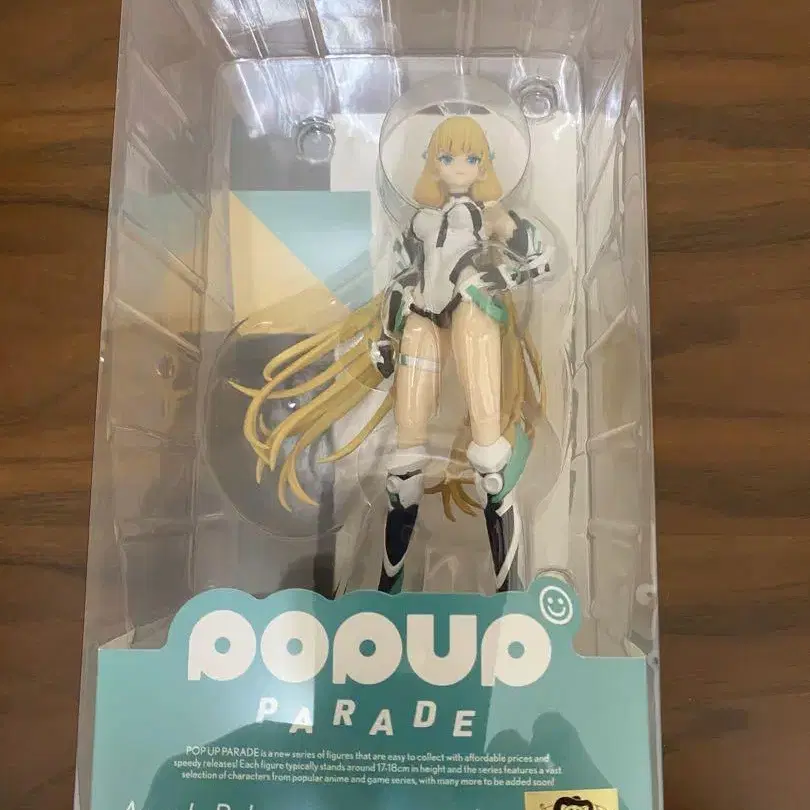 POPUP
PARADE
POP UP PARADE is a new series of figures that are easy to collect with affordable prices and
speedy releases! Each figure typically stands around 17-18cm in height and the series features a vast
selection of characters from popular anime and game series, with many more to be added soon!